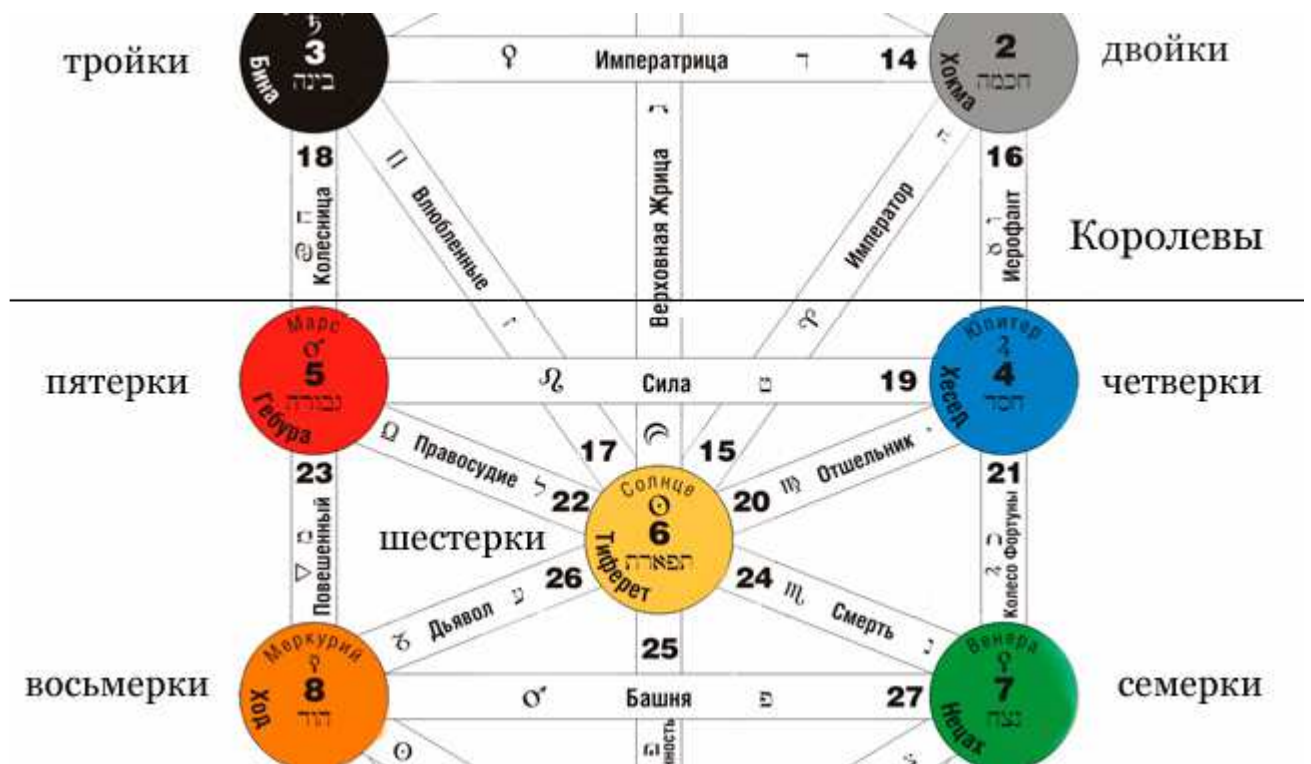 ♄
3
בינה
Бина
тройки
♀ Императрица ד 14
2
חכמה
Хокма
двойки
18
Колесница
ח
♋
♊ Влюбленные ז
17
Верховная Жрица
ג
☾
ה
Император
♈
15
16
Иерофант
ו
♉
Королевы
пятерки
Марс
♂
5
גבורה
Гебура
♌ Сила ט 19
Юпитер
♃
4
חסד
Хесед
четверки
♎ Правосудие ל 22
20 ♍ Отшельник י
23
Повешенный
מ
▽
21
Колесо Фортуны
כ
♃
шестерки
Солнце
☉
6
תפארת
Тиферет
26
♑ Дьявол ע
24 ♏ Смерть נ
25
восьмерки
Меркурий
☿
8
הוד
Ход
♂ Башня פ 27
Венера
♀
7
נצח
Нецах
семерки
☉
нность